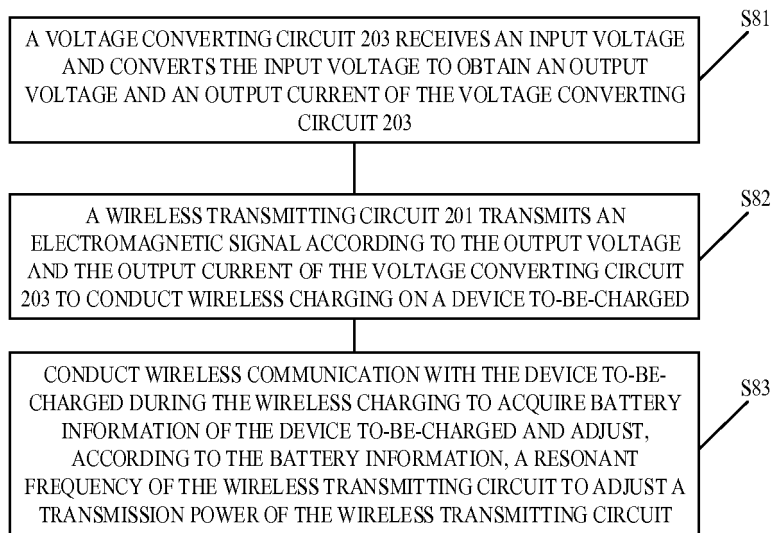 S81
A VOLTAGE CONVERTING CIRCUIT 203 RECEIVES AN INPUT VOLTAGE
AND CONVERTS THE INPUT VOLTAGE TO OBTAIN AN OUTPUT
VOLTAGE AND AN OUTPUT CURRENT OF THE VOLTAGE CONVERTING
CIRCUIT 203
S82
A WIRELESS TRANSMITTING CIRCUIT 201 TRANSMITS AN
ELECTROMAGNETIC SIGNAL ACCORDING TO THE OUTPUT VOLTAGE
AND THE OUTPUT CURRENT OF THE VOLTAGE CONVERTING CIRCUIT
203 TO CONDUCT WIRELESS CHARGING ON A DEVICE TO-BE-CHARGED
S83
CONDUCT WIRELESS COMMUNICATION WITH THE DEVICE TO-BE-
CHARGED DURING THE WIRELESS CHARGING TO ACQUIRE BATTERY
INFORMATION OF THE DEVICE TO-BE-CHARGED AND ADJUST,
ACCORDING TO THE BATTERY INFORMATION, A RESONANT
FREQUENCY OF THE WIRELESS TRANSMITTING CIRCUIT TO ADJUST A
TRANSMISSION POWER OF THE WIRELESS TRANSMITTING CIRCUIT